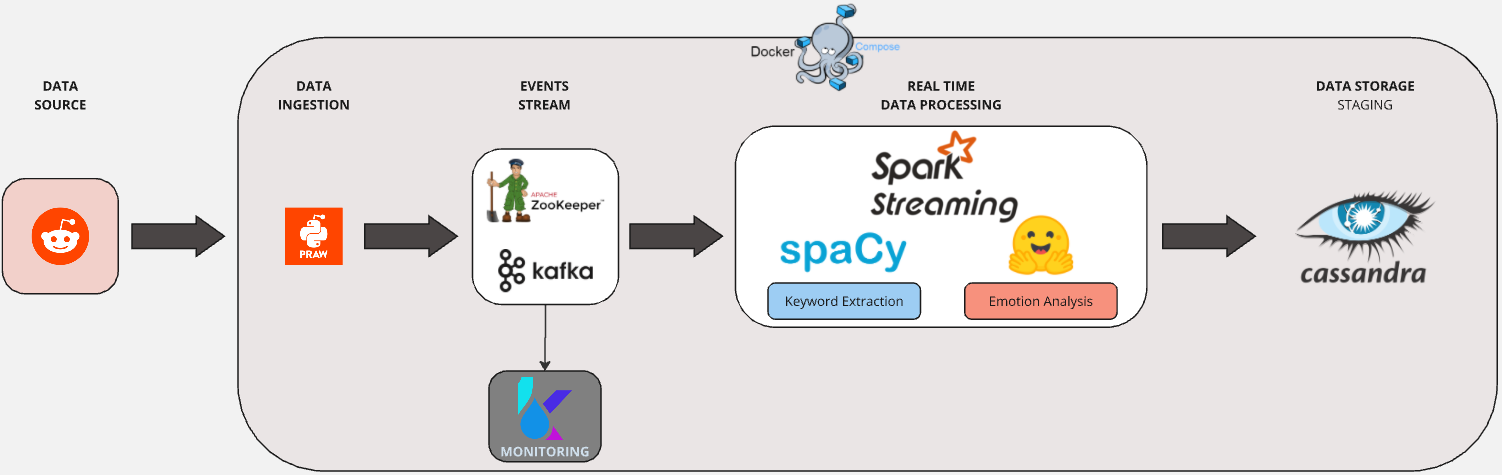 Docker
Compose
DATA
SOURCE
DATA
INGESTION
EVENTS
STREAM
REAL TIME
DATA PROCESSING
DATA STORAGE
STAGING
PRAW
APACHE
ZooKeeper™
kafka
Spark
Streaming
spaCy
Keyword Extraction
Emotion Analysis
cassandra
MONITORING